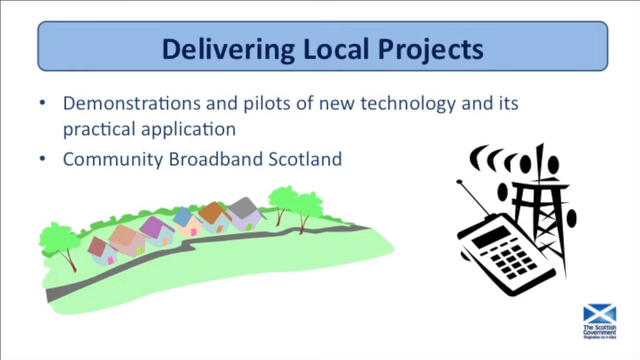 Delivering Local Projects
• Demonstrations and pilots of new technology and its
practical application
• Community Broadband Scotland
The Scottish
Government